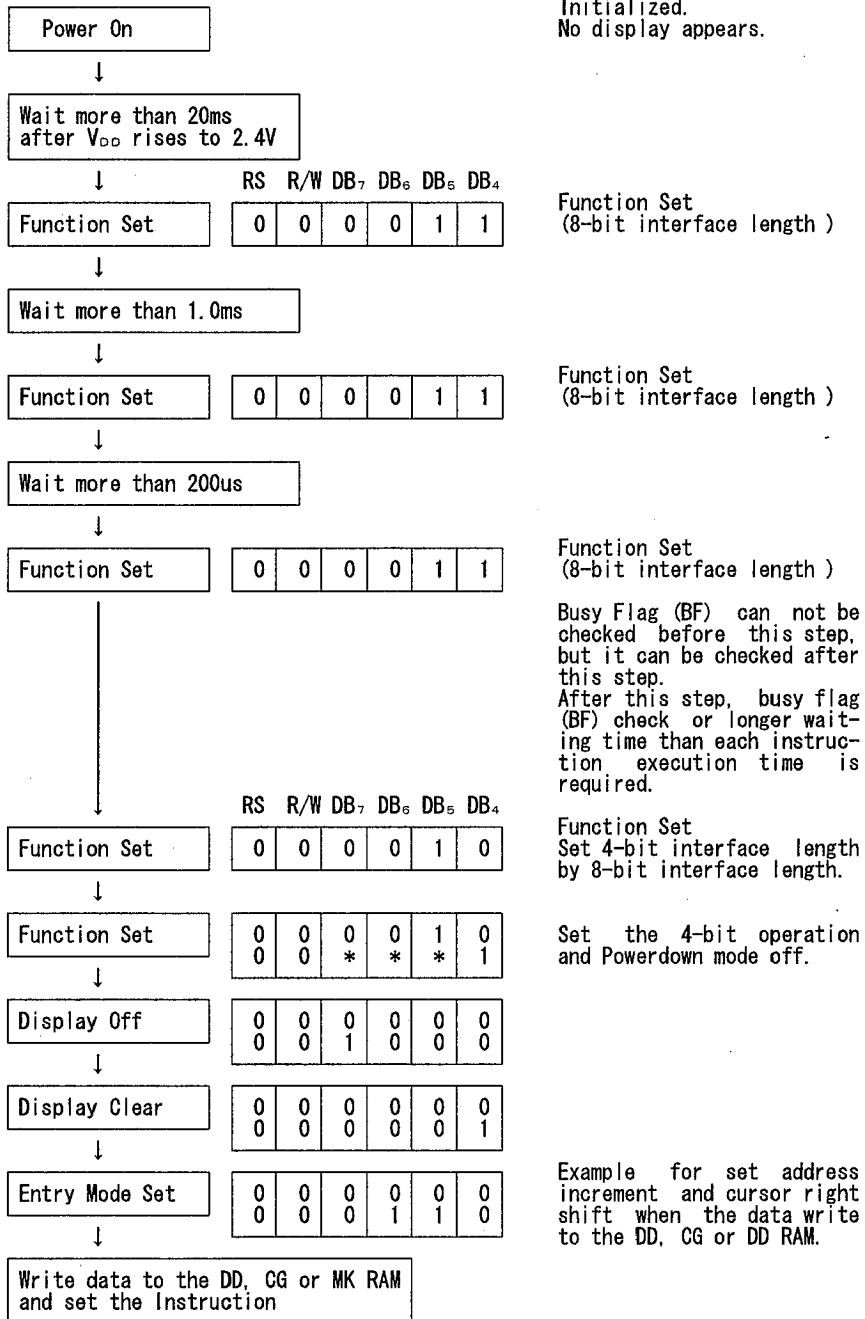 Initialized.
No display appears.
Power On
↓
Wait more than 20ms
after VDD rises to 2.4V
↓ RS R/W DB7 DB6 DB5 DB4
Function Set 0 0 0 0 1 1
Function Set
(8-bit interface length )
↓
Wait more than 1.0ms
↓
Function Set 0 0 0 0 1 1
Function Set
(8-bit interface length )
↓
Wait more than 200us
↓
Function Set 0 0 0 0 1 1
Function Set
(8-bit interface length )
Busy Flag (BF) can not be
checked before this step,
but it can be checked after
this step.
After this step, busy flag
(BF) check or longer wait-
ing time than each instruc-
tion execution time is
required.
↓ RS R/W DB7 DB6 DB5 DB4
Function Set 0 0 0 0 1 0
Function Set
Set 4-bit interface length
by 8-bit interface length.
↓
Function Set 0 0 0 0 1 0
0 0 * * * 1
Set the 4-bit operation
and Powerdown mode off.
↓
Display Off 0 0 0 0 0 0
0 0 1 0 0 0
↓
Display Clear 0 0 0 0 0 0
0 0 0 0 0 1
↓
Entry Mode Set 0 0 0 0 0 0
0 0 0 1 1 0
Example for set address
increment and cursor right
shift when the data write
to the DD, CG or DD RAM.
↓
Write data to the DD, CG or MK RAM
and set the Instruction